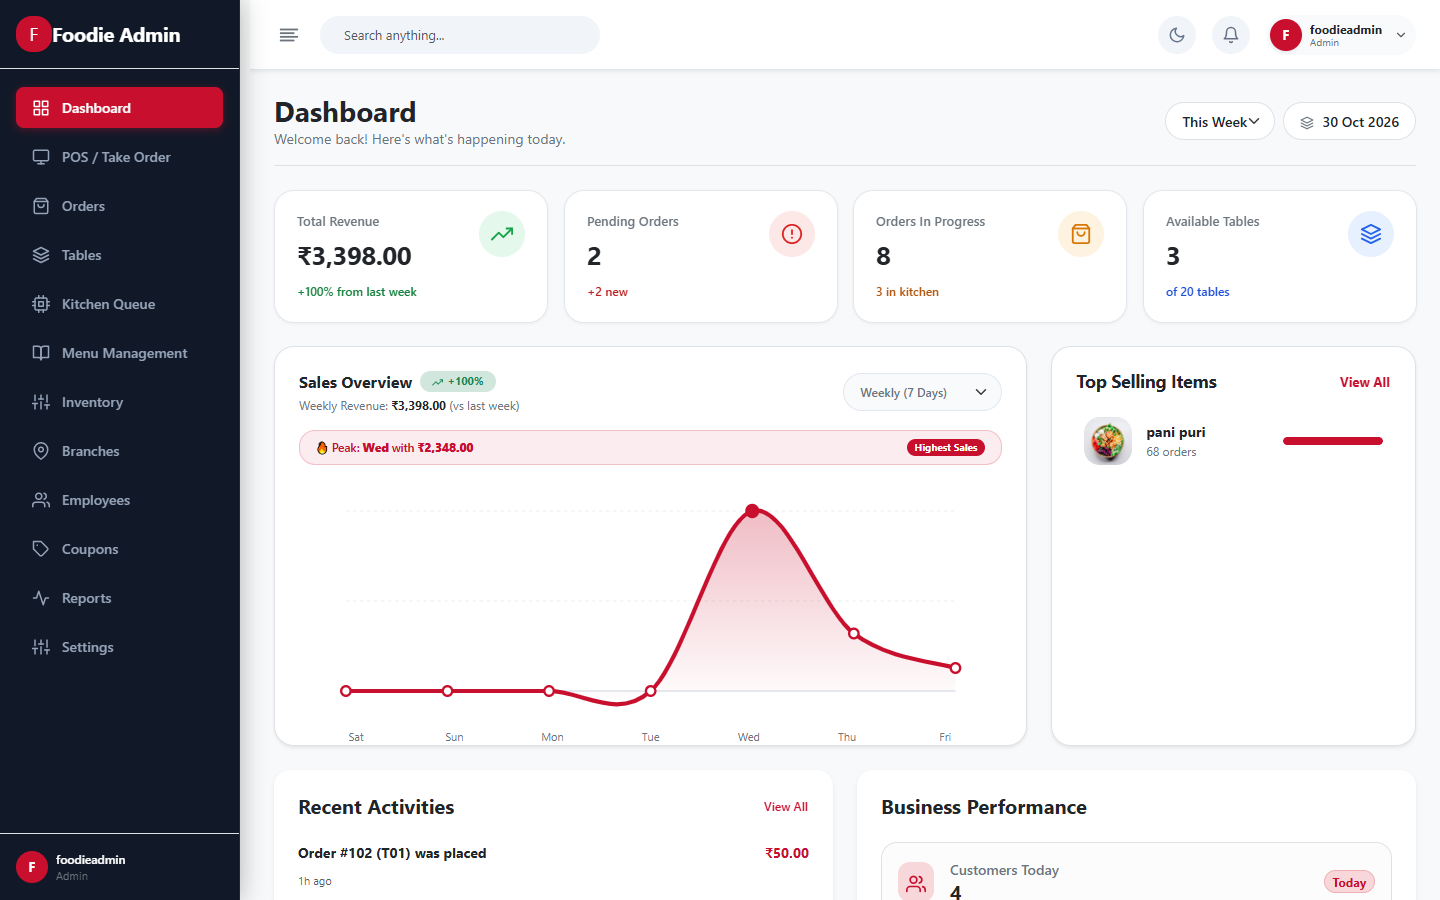 F Foodie Admin
Dashboard
POS / Take Order
Orders
Tables
Kitchen Queue
Menu Management
Inventory
Branches
Employees
Coupons
Reports
Settings
F foodieadmin
Admin
Search anything...
F foodieadmin
Admin
Dashboard
Welcome back! Here's what's happening today.
This Week
30 Oct 2026
Total Revenue
₹3,398.00
+100% from last week
Pending Orders
2
+2 new
Orders In Progress
8
3 in kitchen
Available Tables
3
of 20 tables
Sales Overview +100%
Weekly Revenue: ₹3,398.00 (vs last week)
Weekly (7 Days)
🔥 Peak: Wed with ₹2,348.00
Highest Sales
Sat Sun Mon Tue Wed Thu Fri
Top Selling Items
View All
pani puri
68 orders
Recent Activities
View All
Order #102 (T01) was placed
₹50.00
1h ago
Business Performance
Customers Today
4
Today